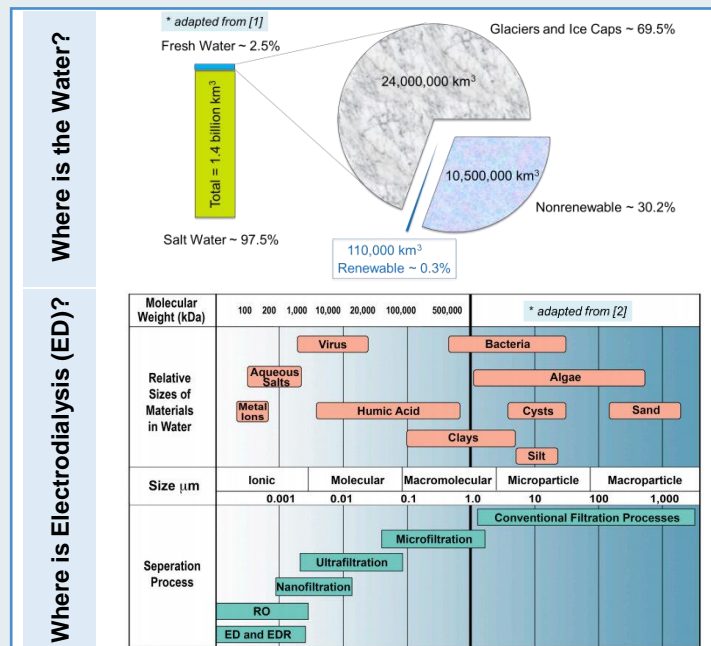 Where is the Water?
* adapted from [1]
Fresh Water ~ 2.5%
Total = 1.4 billion km³
Salt Water ~ 97.5%
Glaciers and Ice Caps ~ 69.5%
24,000,000 km³
10,500,000 km³
Nonrenewable ~ 30.2%
110,000 km³
Renewable ~ 0.3%
Where is Electrodialysis (ED)?
Molecular
Weight (kDa)
100 200 1,000 10,000 20,000 100,000 500,000
* adapted from [2]
Relative
Sizes of
Materials
in Water
Virus
Bacteria
Aqueous
Salts
Algae
Metal
Ions
Humic Acid
Cysts
Sand
Clays
Silt
Size μm
Ionic Molecular Macromolecular Microparticle Macroparticle
0.001 0.01 0.1 1.0 10 100 1,000
Seperation
Process
Conventional Filtration Processes
Microfiltration
Ultrafiltration
Nanofiltration
RO
ED and EDR